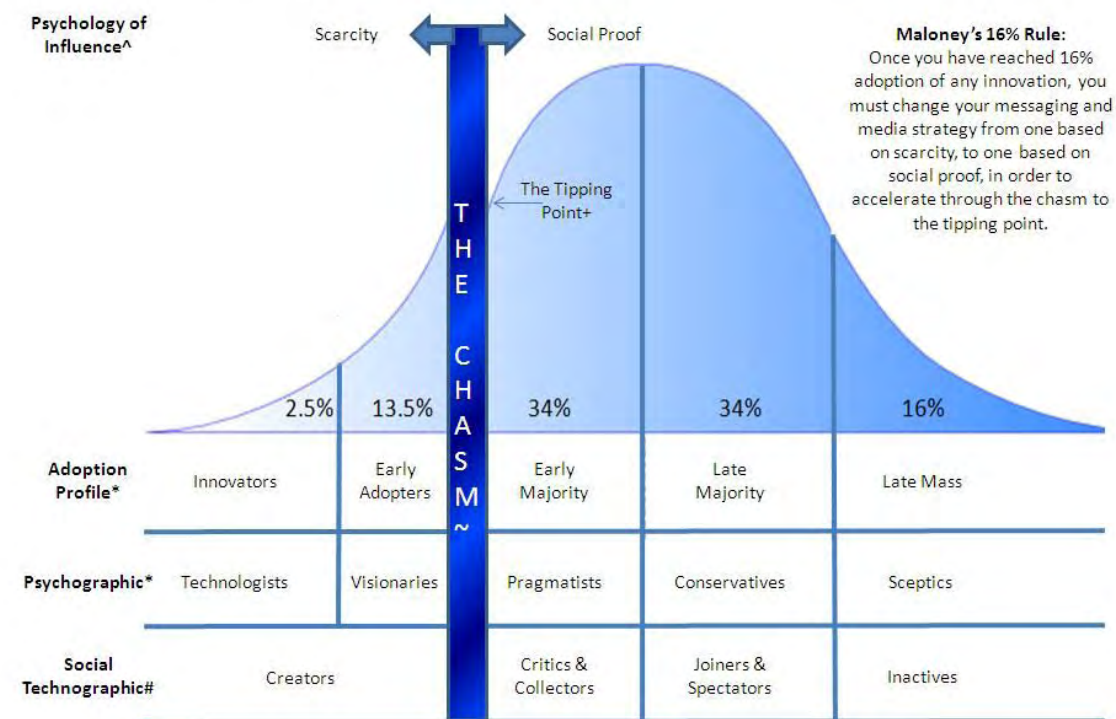 Psychology of
Influence^
Scarcity
Social Proof
Maloney's 16% Rule:
Once you have reached 16%
adoption of any innovation, you
must change your messaging and
media strategy from one based
on scarcity, to one based on
social proof, in order to
accelerate through the chasm to
the tipping point.
The Tipping
Point+
THE CHASM~
2.5%
13.5%
34%
34%
16%
Adoption
Profile*
Innovators
Early
Adopters
Early
Majority
Late
Majority
Late Mass
Psychographic*
Technologists
Visionaries
Pragmatists
Conservatives
Sceptics
Social
Technographic#
Creators
Critics &
Collectors
Joiners &
Spectators
Inactives